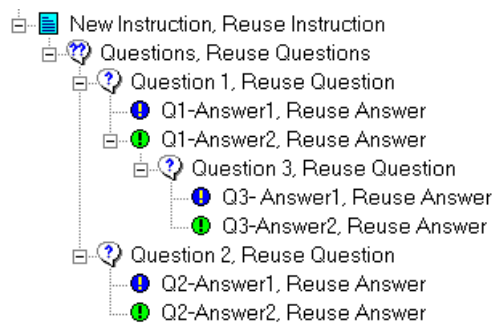 New Instruction, Reuse Instruction
Questions, Reuse Questions
Question 1, Reuse Question
Q1-Answer1, Reuse Answer
Q1-Answer2, Reuse Answer
Question 3, Reuse Question
Q3- Answer1, Reuse Answer
Q3-Answer2, Reuse Answer
Question 2, Reuse Question
Q2-Answer1, Reuse Answer
Q2-Answer2, Reuse Answer